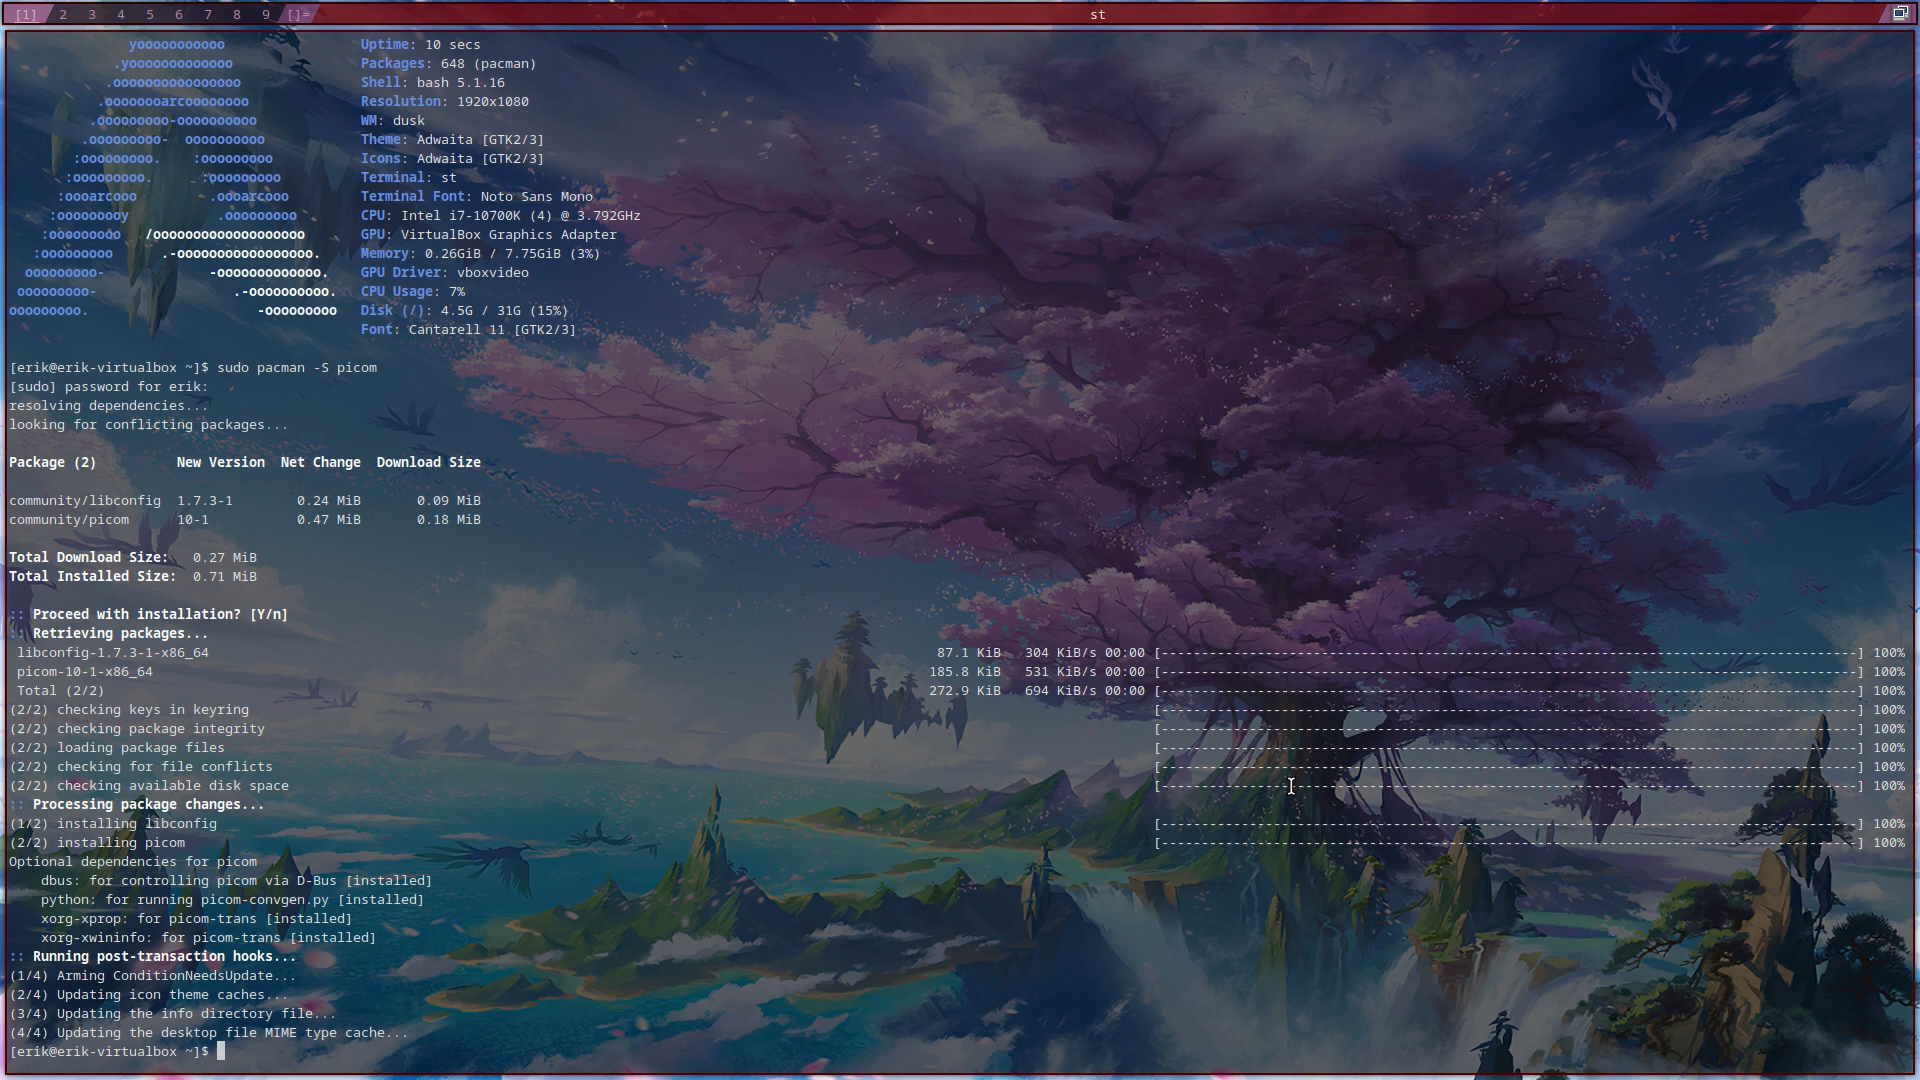 [1] 2 3 4 5 6 7 8 9 []= st
yooooooooooo Uptime: 10 secs
.yooooooooooooo Packages: 648 (pacman)
.oooooooooooooooo Shell: bash 5.1.16
.ooooooooarcoooooooo Resolution: 1920x1080
.ooooooooo-oooooooooo WM: dusk
.ooooooooo- oooooooooo Theme: Adwaita [GTK2/3]
:ooooooooo. :ooooooooo Icons: Adwaita [GTK2/3]
:ooooooooo. :ooooooooo Terminal: st
:oooarcooo .oooarcooo Terminal Font: Noto Sans Mono
:ooooooooy .ooooooooo CPU: Intel i7-10700K (4) @ 3.792GHz
:ooooooooo /ooooooooooooooooooo GPU: VirtualBox Graphics Adapter
:ooooooooo .-ooooooooooooooooo. Memory: 0.26GiB / 7.75GiB (3%)
ooooooooo- -ooooooooooooo. GPU Driver: vboxvideo
ooooooooo- .-oooooooooo. CPU Usage: 7%
ooooooooo. -ooooooooo Disk (/): 4.5G / 31G (15%)
Font: Cantarell 11 [GTK2/3]
[erik@erik-virtualbox ~]$ sudo pacman -S picom
[sudo] password for erik:
resolving dependencies...
looking for conflicting packages...
Package (2) New Version Net Change Download Size
community/libconfig 1.7.3-1 0.24 MiB 0.09 MiB
community/picom 10-1 0.47 MiB 0.18 MiB
Total Download Size: 0.27 MiB
Total Installed Size: 0.71 MiB
:: Proceed with installation? [Y/n]
:: Retrieving packages...
libconfig-1.7.3-1-x86_64 87.1 KiB 304 KiB/s 00:00 [---------------------------------------------------------------------------------------] 100%
picom-10-1-x86_64 185.8 KiB 531 KiB/s 00:00 [---------------------------------------------------------------------------------------] 100%
Total (2/2) 272.9 KiB 694 KiB/s 00:00 [---------------------------------------------------------------------------------------] 100%
(2/2) checking keys in keyring [---------------------------------------------------------------------------------------] 100%
(2/2) checking package integrity [---------------------------------------------------------------------------------------] 100%
(2/2) loading package files [---------------------------------------------------------------------------------------] 100%
(2/2) checking for file conflicts [---------------------------------------------------------------------------------------] 100%
(2/2) checking available disk space [---------------------------------------------------------------------------------------] 100%
:: Processing package changes...
(1/2) installing libconfig [---------------------------------------------------------------------------------------] 100%
(2/2) installing picom [---------------------------------------------------------------------------------------] 100%
Optional dependencies for picom
dbus: for controlling picom via D-Bus [installed]
python: for running picom-convgen.py [installed]
xorg-xprop: for picom-trans [installed]
xorg-xwininfo: for picom-trans [installed]
:: Running post-transaction hooks...
(1/4) Arming ConditionNeedsUpdate...
(2/4) Updating icon theme caches...
(3/4) Updating the info directory file...
(4/4) Updating the desktop file MIME type cache...
[erik@erik-virtualbox ~]$